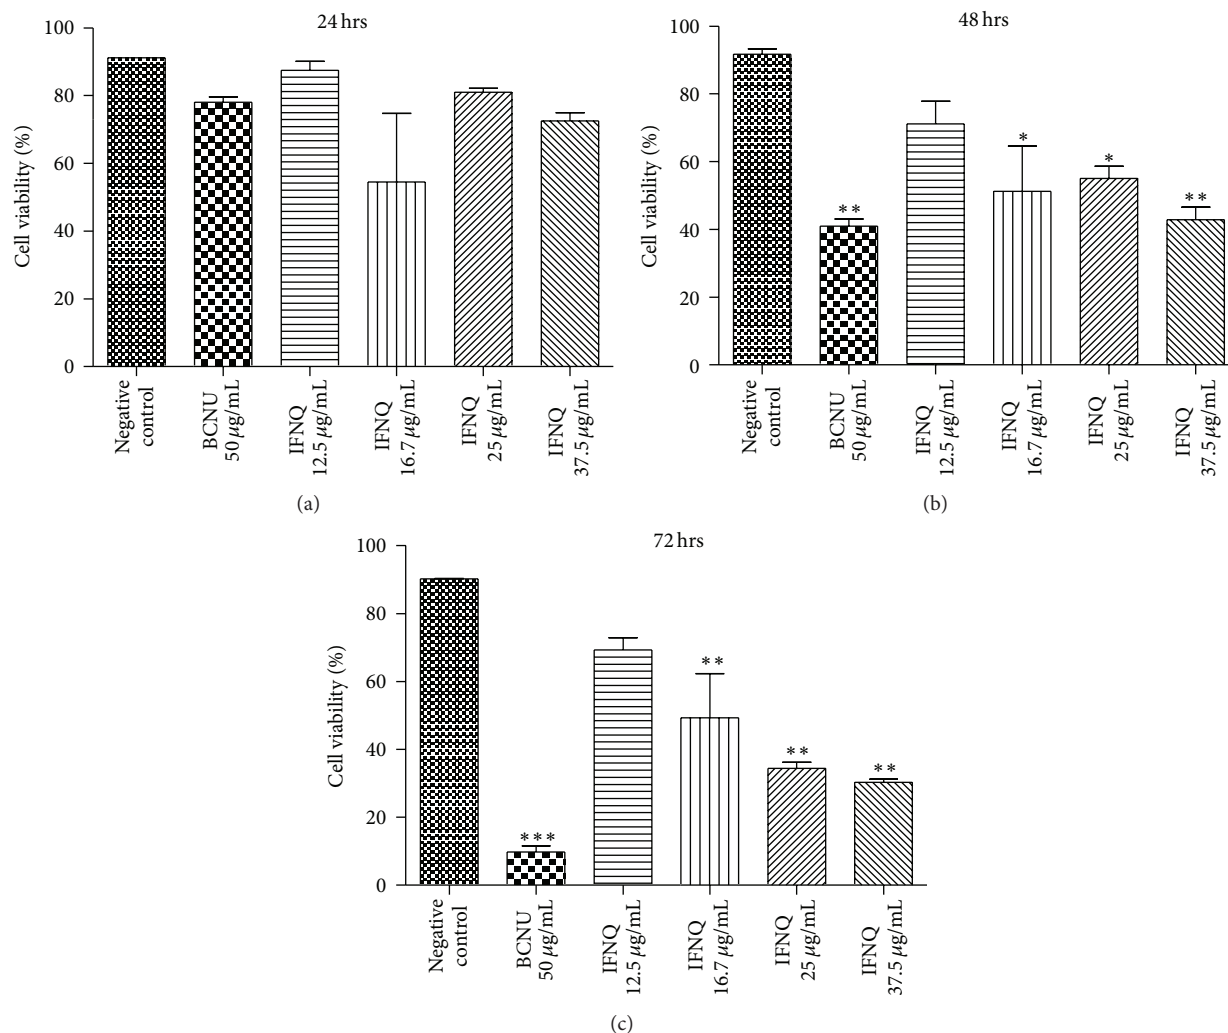 24 hrs
100
80
60
40
20
0
Cell viability (%)
Negative
control
BCNU
50 µg/mL
IFNQ
12.5 µg/mL
IFNQ
16.7 µg/mL
IFNQ
25 µg/mL
IFNQ
37.5 µg/mL
(a)
48 hrs
100
80
60
40
20
0
Cell viability (%)
**
*
*
**
Negative
control
BCNU
50 µg/mL
IFNQ
12.5 µg/mL
IFNQ
16.7 µg/mL
IFNQ
25 µg/mL
IFNQ
37.5 µg/mL
(b)
72 hrs
100
80
60
40
20
0
Cell viability (%)
***
**
**
**
Negative
control
BCNU
50 µg/mL
IFNQ
12.5 µg/mL
IFNQ
16.7 µg/mL
IFNQ
25 µg/mL
IFNQ
37.5 µg/mL
(c)